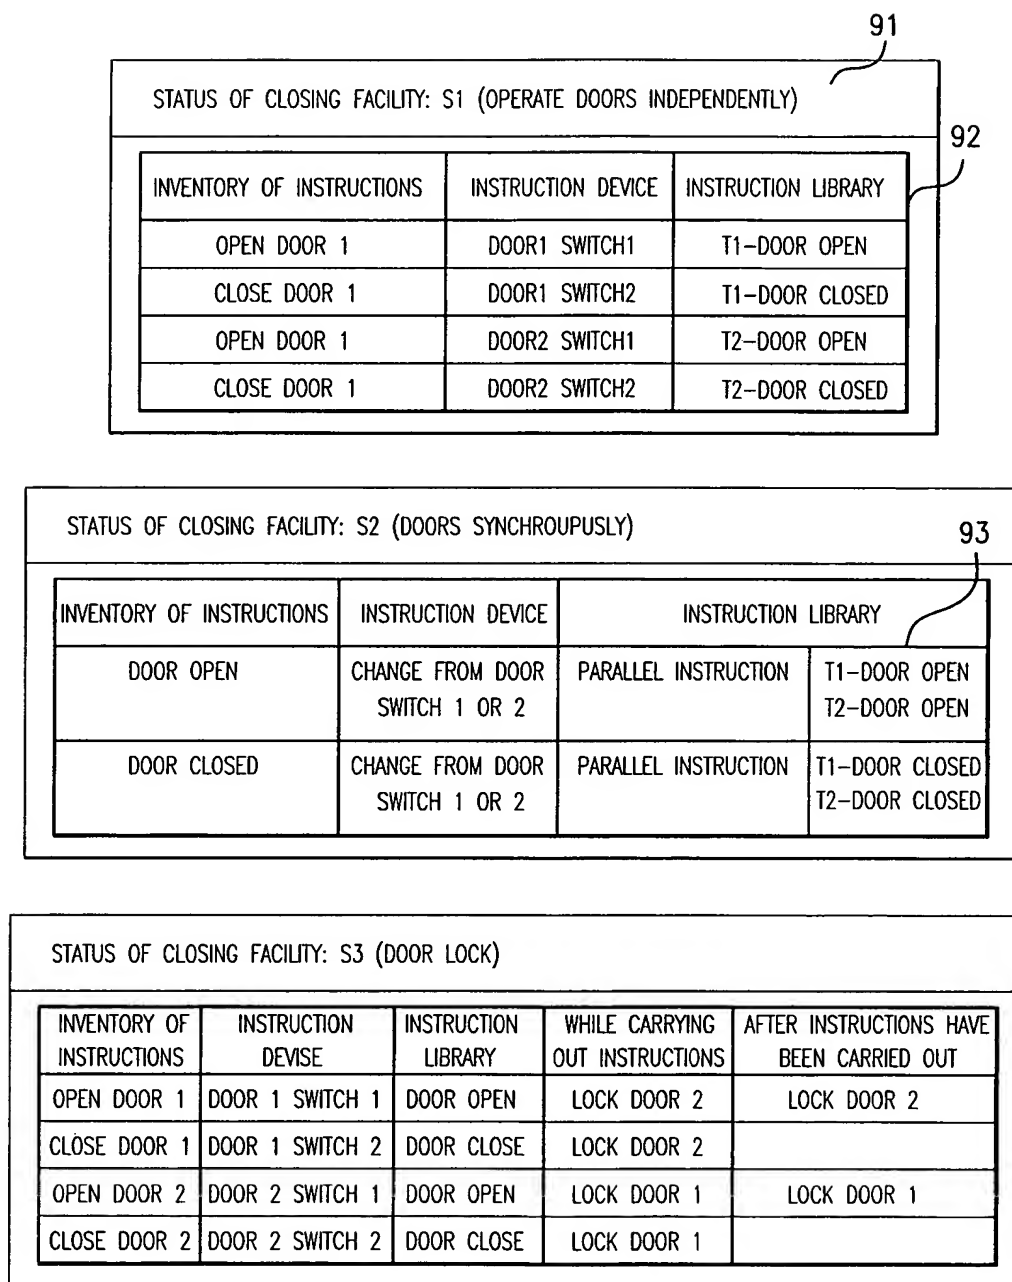 91
STATUS OF CLOSING FACILITY: S1 (OPERATE DOORS INDEPENDENTLY)
92
INVENTORY OF INSTRUCTIONS INSTRUCTION DEVICE INSTRUCTION LIBRARY
OPEN DOOR 1 DOOR1 SWITCH1 T1-DOOR OPEN
CLOSE DOOR 1 DOOR1 SWITCH2 T1-DOOR CLOSED
OPEN DOOR 1 DOOR2 SWITCH1 T2-DOOR OPEN
CLOSE DOOR 1 DOOR2 SWITCH2 T2-DOOR CLOSED
STATUS OF CLOSING FACILITY: S2 (DOORS SYNCHROUPUSLY)
93
INVENTORY OF INSTRUCTIONS INSTRUCTION DEVICE INSTRUCTION LIBRARY
DOOR OPEN CHANGE FROM DOOR PARALLEL INSTRUCTION T1-DOOR OPEN
SWITCH 1 OR 2 T2-DOOR OPEN
DOOR CLOSED CHANGE FROM DOOR PARALLEL INSTRUCTION T1-DOOR CLOSED
SWITCH 1 OR 2 T2-DOOR CLOSED
STATUS OF CLOSING FACILITY: S3 (DOOR LOCK)
INVENTORY OF INSTRUCTION INSTRUCTION WHILE CARRYING AFTER INSTRUCTIONS HAVE
INSTRUCTIONS DEVISE LIBRARY OUT INSTRUCTIONS BEEN CARRIED OUT
OPEN DOOR 1 DOOR 1 SWITCH 1 DOOR OPEN LOCK DOOR 2 LOCK DOOR 2
CLOSE DOOR 1 DOOR 1 SWITCH 2 DOOR CLOSE LOCK DOOR 2
OPEN DOOR 2 DOOR 2 SWITCH 1 DOOR OPEN LOCK DOOR 1 LOCK DOOR 1
CLOSE DOOR 2 DOOR 2 SWITCH 2 DOOR CLOSE LOCK DOOR 1